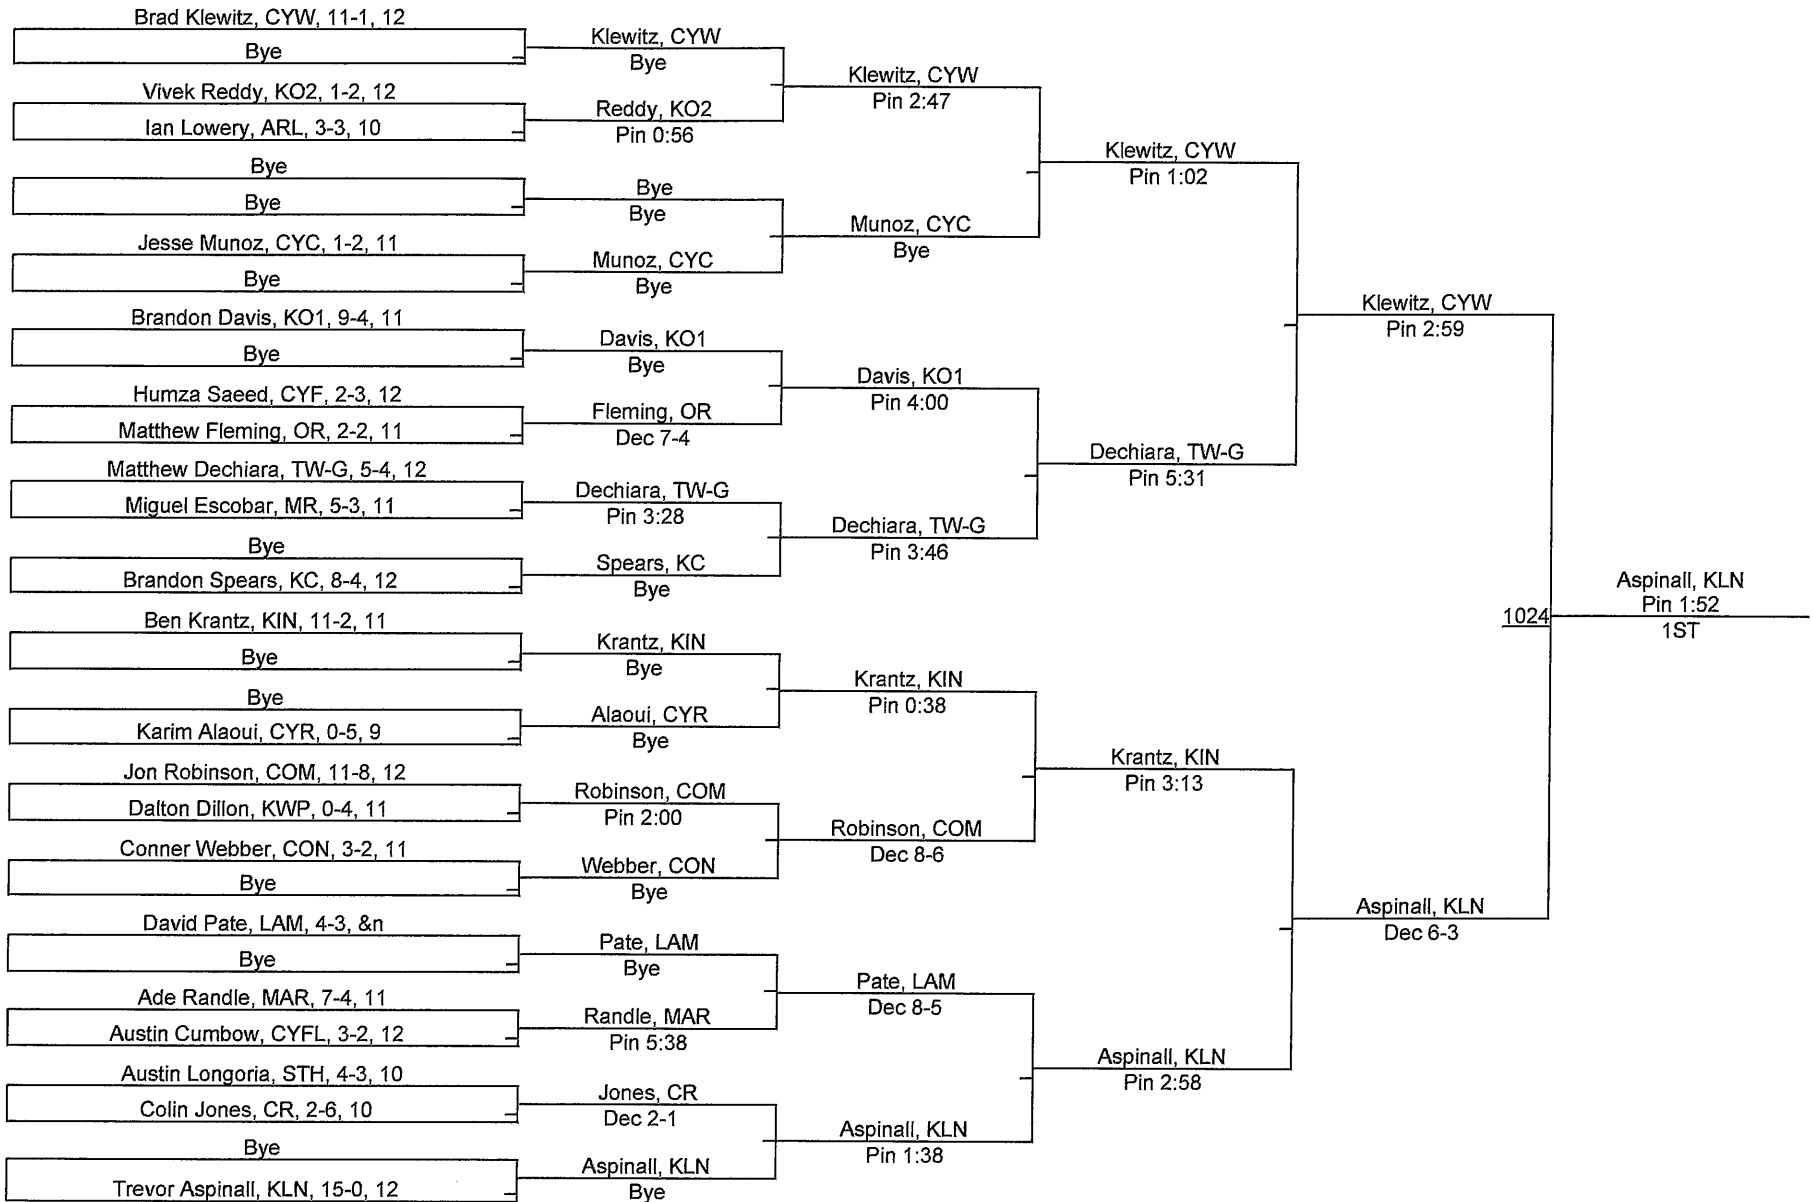 Brad Klewitz, CYW, 11-1, 12
Bye
Vivek Reddy, KO2, 1-2, 12
Ian Lowery, ARL, 3-3, 10
Bye
Bye
Jesse Munoz, CYC, 1-2, 11
Bye
Brandon Davis, KO1, 9-4, 11
Bye
Humza Saeed, CYF, 2-3, 12
Matthew Fleming, OR, 2-2, 11
Matthew Dechiara, TW-G, 5-4, 12
Miguel Escobar, MR, 5-3, 11
Bye
Brandon Spears, KC, 8-4, 12
Ben Krantz, KIN, 11-2, 11
Bye
Bye
Karim Alaoui, CYR, 0-5, 9
Jon Robinson, COM, 11-8, 12
Dalton Dillon, KWP, 0-4, 11
Conner Webber, CON, 3-2, 11
Bye
David Pate, LAM, 4-3, &n
Bye
Ade Randle, MAR, 7-4, 11
Austin Cumbow, CYFL, 3-2, 12
Austin Longoria, STH, 4-3, 10
Colin Jones, CR, 2-6, 10
Bye
Trevor Aspinall, KLN, 15-0, 12
Klewitz, CYW
Bye
Reddy, KO2
Pin 0:56
Bye
Bye
Munoz, CYC
Bye
Davis, KO1
Bye
Fleming, OR
Dec 7-4
Dechiara, TW-G
Pin 3:28
Spears, KC
Bye
Krantz, KIN
Bye
Alaoui, CYR
Bye
Robinson, COM
Pin 2:00
Webber, CON
Bye
Pate, LAM
Bye
Randle, MAR
Pin 5:38
Jones, CR
Dec 2-1
Aspinall, KLN
Bye
Klewitz, CYW
Pin 2:47
Munoz, CYC
Bye
Davis, KO1
Pin 4:00
Dechiara, TW-G
Pin 3:46
Krantz, KIN
Pin 0:38
Robinson, COM
Dec 8-6
Pate, LAM
Dec 8-5
Aspinall, KLN
Pin 1:38
Klewitz, CYW
Pin 1:02
Dechiara, TW-G
Pin 5:31
Krantz, KIN
Pin 3:13
Aspinall, KLN
Pin 2:58
Klewitz, CYW
Pin 2:59
Aspinall, KLN
Dec 6-3
1024
Aspinall, KLN
Pin 1:52
1ST